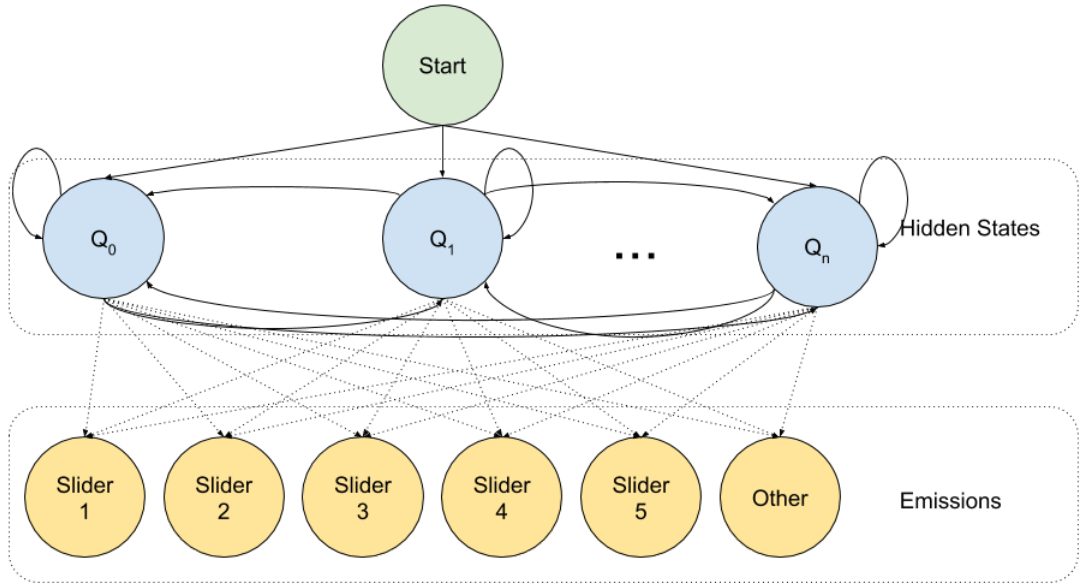 Start
Q0
Q1
...
Qn
Hidden States
Slider
1
Slider
2
Slider
3
Slider
4
Slider
5
Other
Emissions